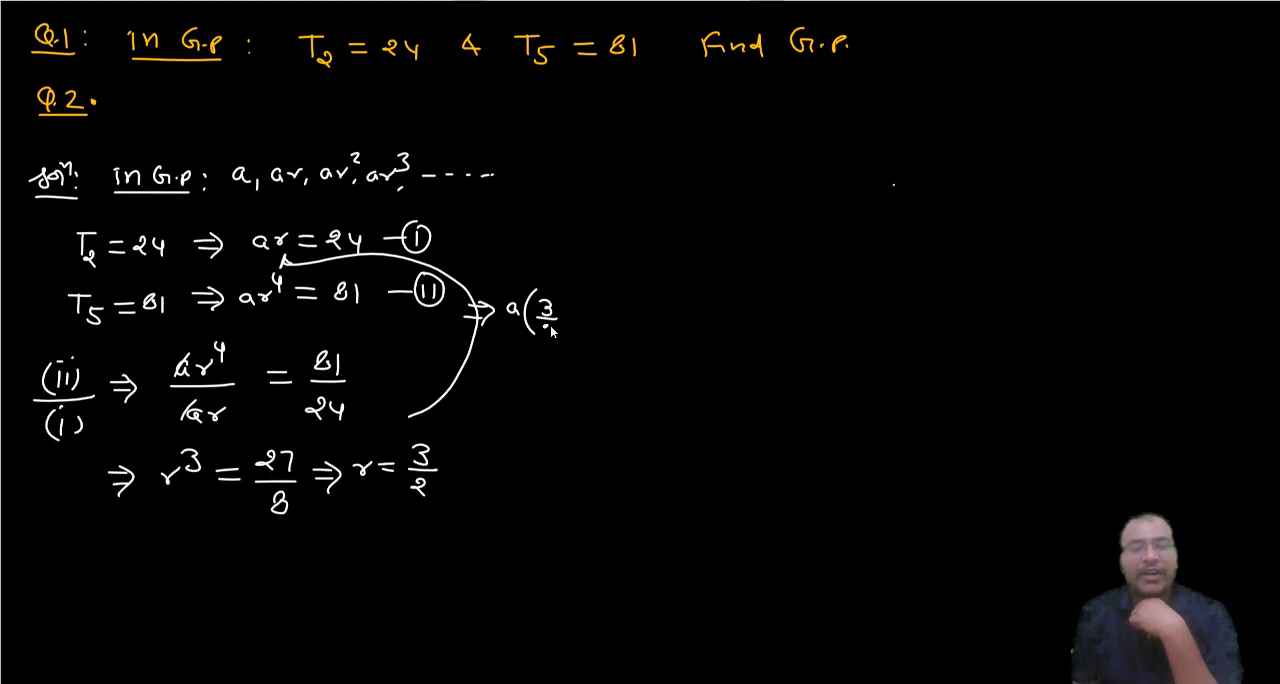 Q.1: in G.P: T₂ = 24 & T₅ = 81 Find G.P.
Q.2.
Solⁿ: in G.P: a, ar, ar², ar³, -----
T₂ = 24 ⇒ ar = 24 — (i)
T₅ = 81 ⇒ ar⁴ = 81 — (ii)
⇒ a(3/
(ii)/(i) ⇒ ar⁴/ar = 81/24
⇒ r³ = 27/8 ⇒ r = 3/2